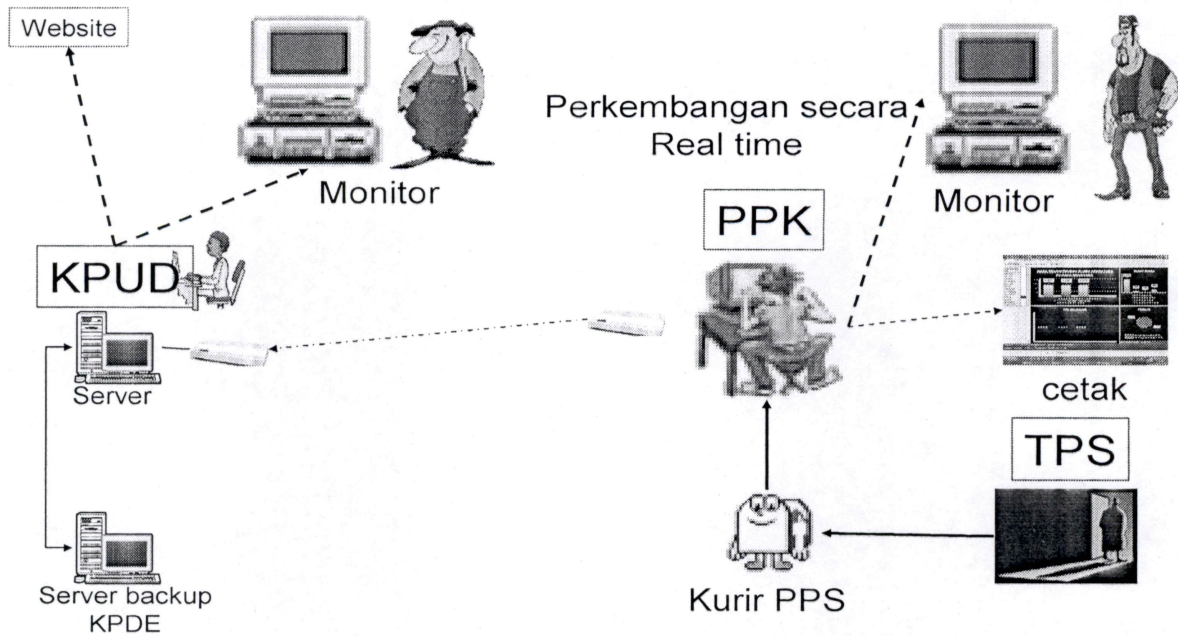 Website
Monitor
Perkembangan secara
Real time
Monitor
KPUD
PPK
Server
cetak
TPS
Server backup
KPDE
Kurir PPS